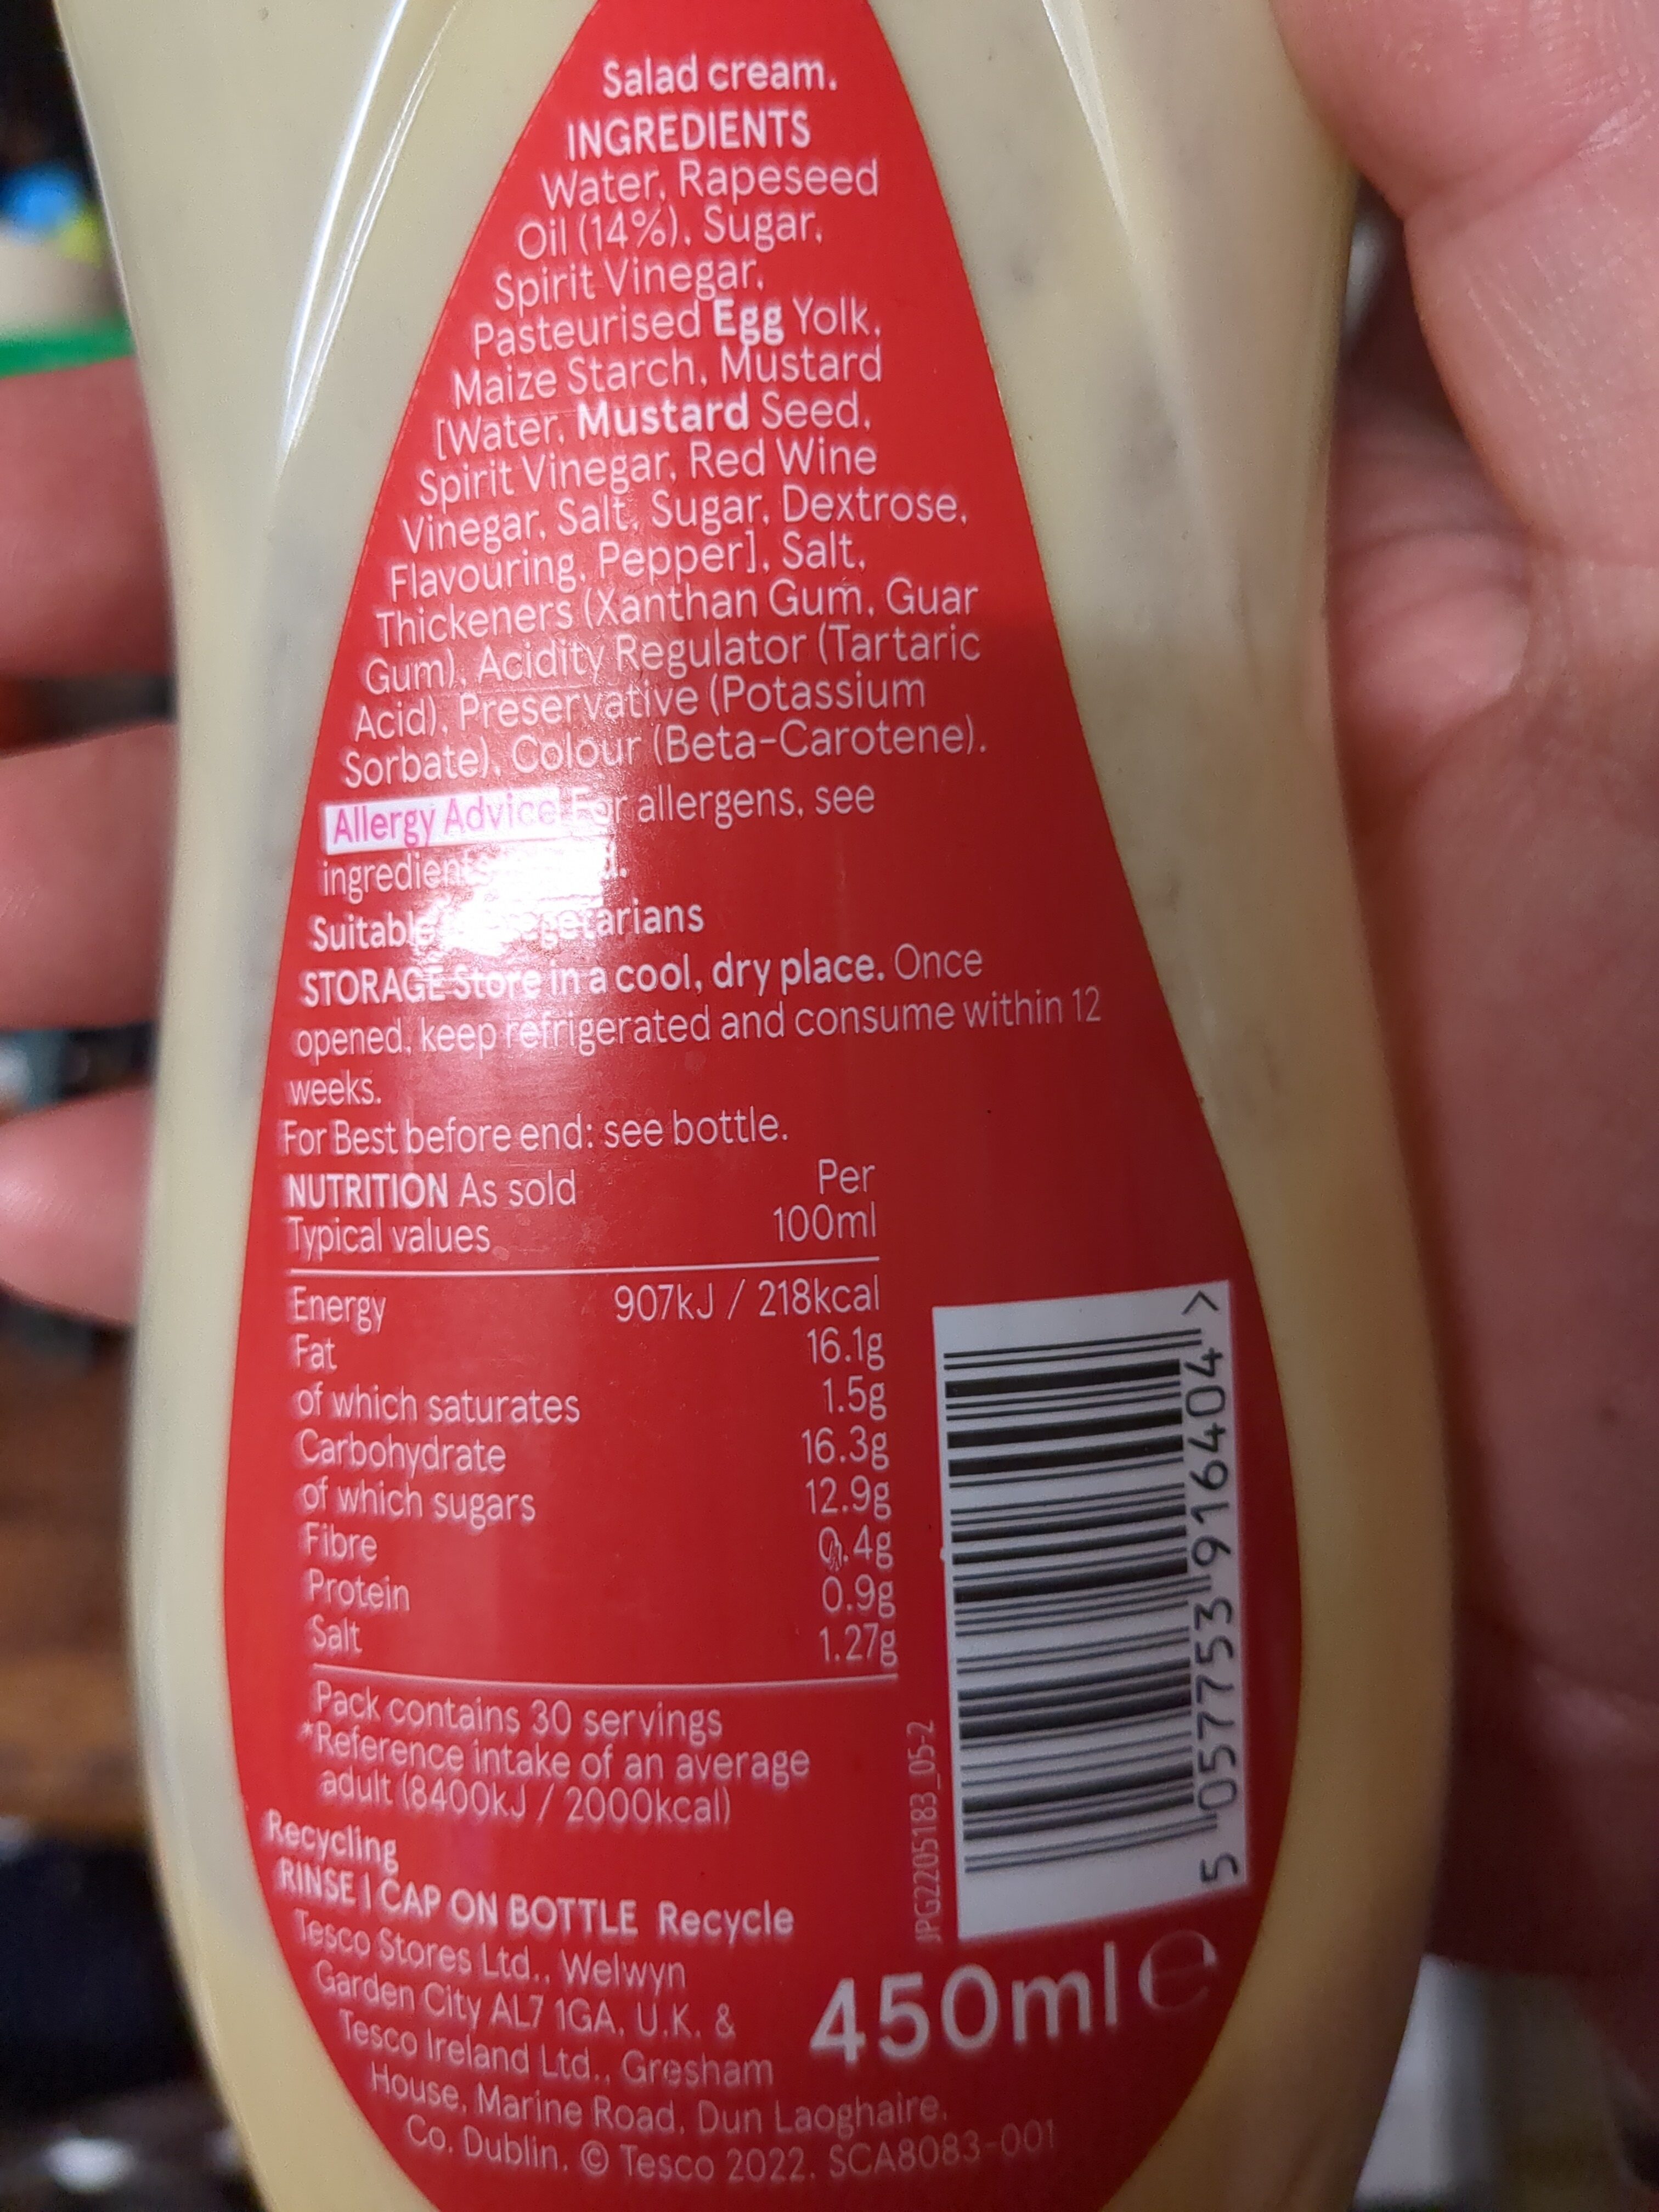 Salad cream.
INGREDIENTS
Water, Rapeseed
Oil (14%), Sugar,
Spirit Vinegar,
Pasteurised Egg Yolk,
Maize Starch, Mustard
[Water, Mustard Seed,
Spirit Vinegar, Red Wine
Vinegar, Salt, Sugar, Dextrose,
Flavouring, Pepper], Salt,
Thickeners (Xanthan Gum, Guar
Gum), Acidity Regulator (Tartaric
Acid), Preservative (Potassium
Sorbate), Colour (Beta-Carotene).
Allergy Advice For allergens, see
Suitable
STORAGE Store in a cool, dry place. Once
opened, keep refrigerated and consume within 12
weeks.
For Best before end: see bottle.
NUTRITION As sold Per
Typical values 100ml
Energy 907kJ / 218kcal
Fat 16.1g
of which saturates 1.5g
Carbohydrate 16.3g
of which sugars 12.9g
Fibre 0.4g
Protein 0.9g
Salt 1.27g
Pack contains 30 servings
*Reference intake of an average
adult (8400kJ / 2000kcal)
Recycling
RINSE | CAP ON BOTTLE Recycle
Tesco Stores Ltd., Welwyn
Garden City AL7 1GA, U.K. &
Tesco Ireland Ltd., Gresham
House, Marine Road, Dun Laoghaire,
Co. Dublin. © Tesco 2022. SCA8083-001
JPG2205183_05-2
5 057753 916404 >
450ml e